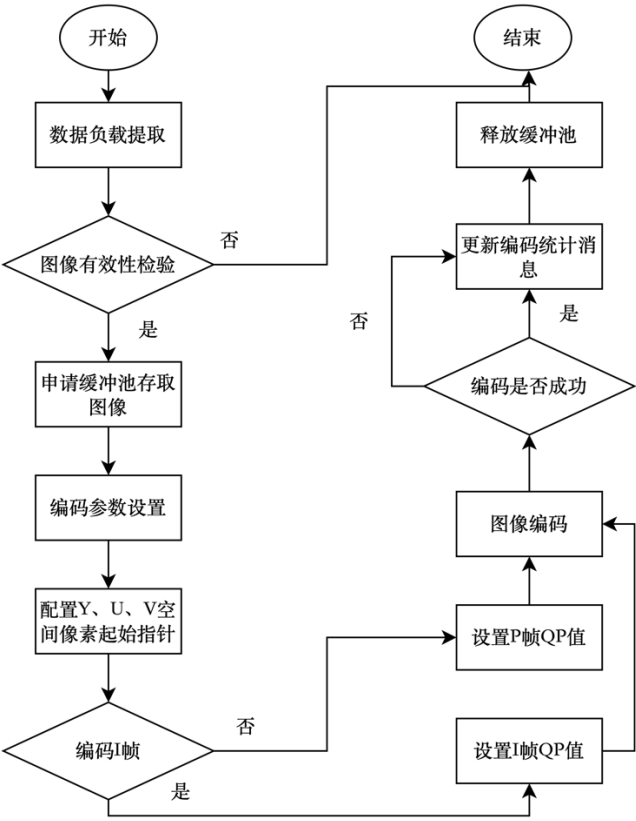 开始
数据负载提取
图像有效性检验
否
是
申请缓冲池存取
图像
编码参数设置
配置Y、U、V空
间像素起始指针
编码I帧
否
是
设置I帧QP值
设置P帧QP值
图像编码
编码是否成功
否
是
更新编码统计消
息
释放缓冲池
结束